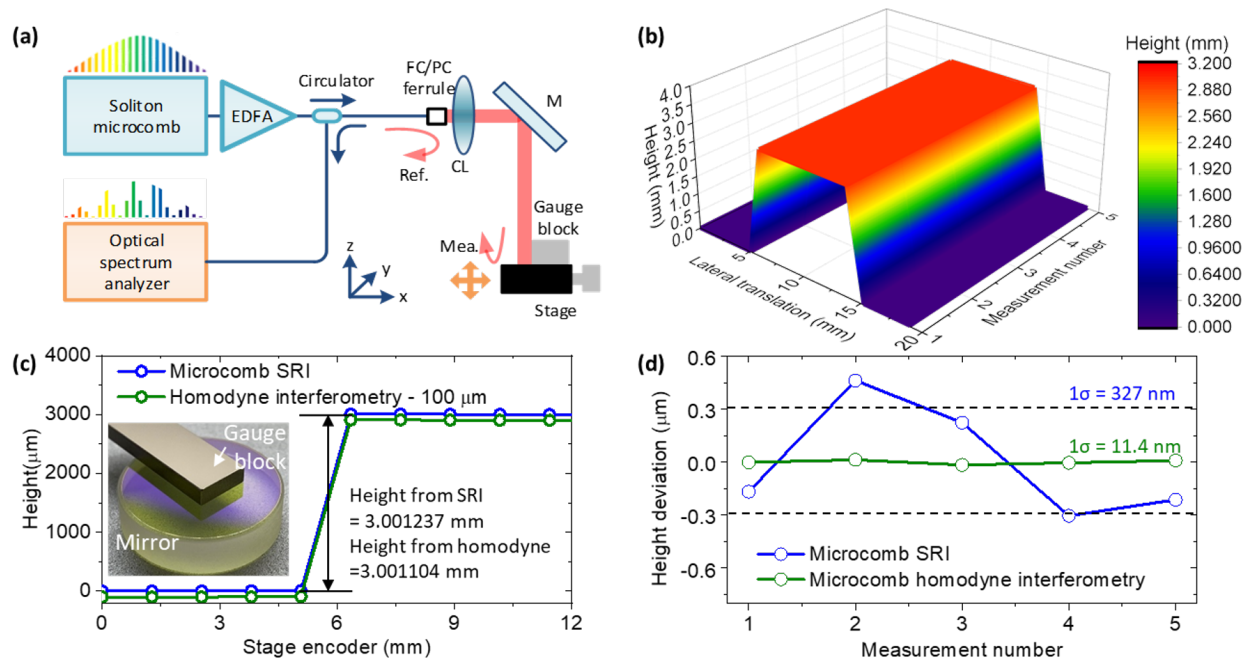 (a)
Soliton
microcomb
EDFA
Circulator
FC/PC
ferrule
CL
M
Ref.
Optical
spectrum
analyzer
z
y
x
Mea.
Gauge
block
Stage
(b)
Height (mm)
4.0
3.5
3.0
2.5
2.0
1.5
1.0
0.5
0.0
Height (mm)
5
10
15
20
Lateral translation (mm)
1
2
3
4
5
Measurement number
3.200
2.880
2.560
2.240
1.920
1.600
1.280
0.9600
0.6400
0.3200
0.000
(c)
Microcomb SRI
Homodyne interferometry - 100 μm
Gauge
block
Mirror
Height from SRI
= 3.001237 mm
Height from homodyne
=3.001104 mm
4000
3000
2000
1000
0
Height(μm)
0 2 3 5 6 8 9 11 12
Stage encoder (mm)
(d)
1σ = 327 nm
1σ = 11.4 nm
Microcomb SRI
Microcomb homodyne interferometry
0.6
0.3
0.0
-0.3
-0.6
Height deviation (μm)
1 2 3 4 5
Measurement number